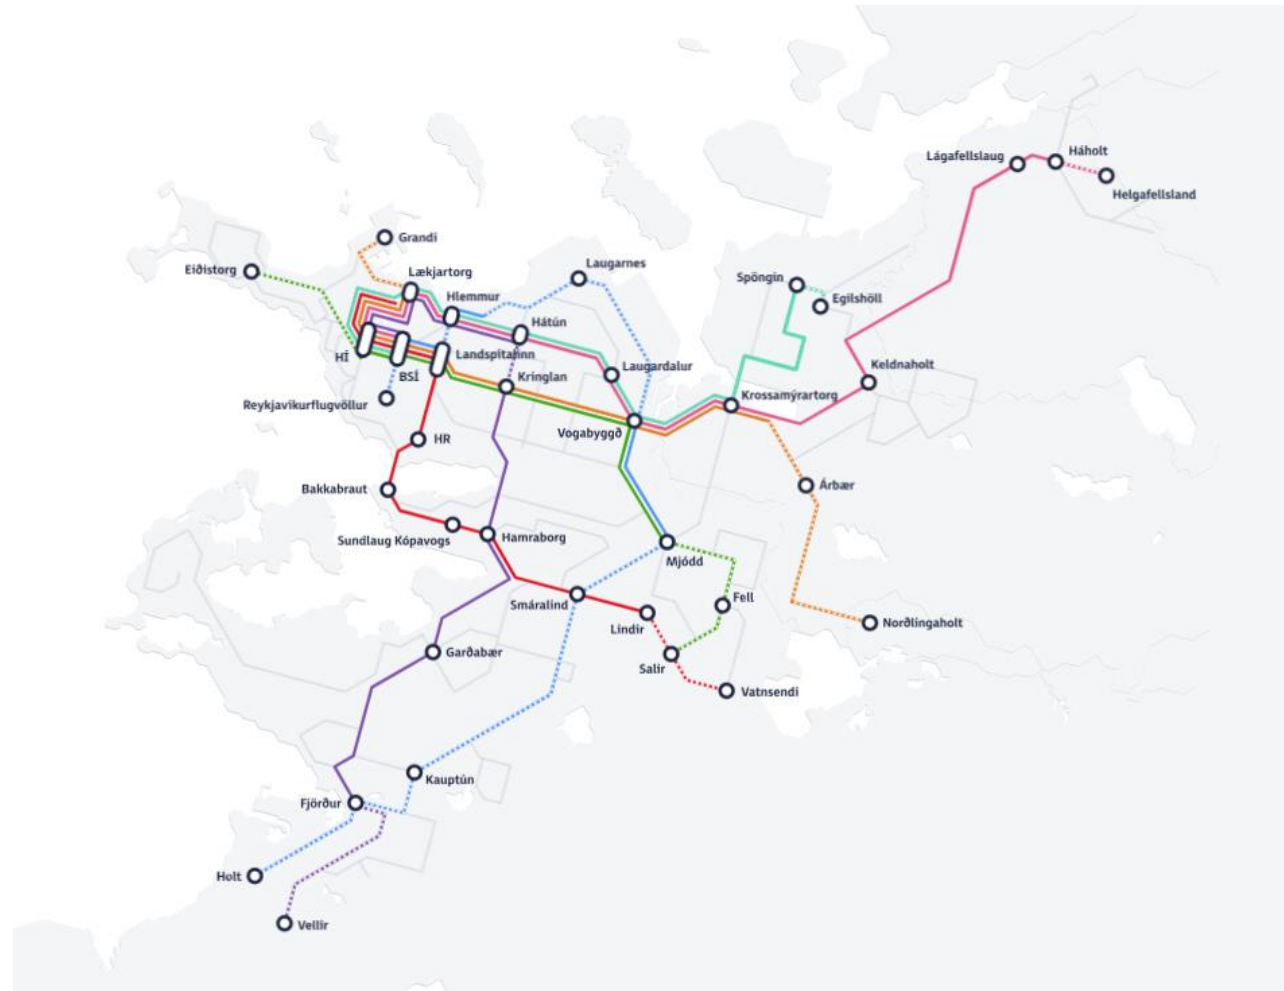 Lágafellslaug
Háholt
Helgafellsland
Grandi
Eiðistorg
Lækjartorg
Laugarnes
Spöngin
Egilshöll
Hlemmur
Hátún
HÍ
BSÍ
Landspítalinn
Laugardalur
Keldnaholt
Kringlan
Krossamýrartorg
Reykjavíkurflugvöllur
Vogabyggð
HR
Bakkabraut
Árbær
Sundlaug Kópavogs
Hamraborg
Mjódd
Smáralind
Fell
Lindir
Norðlingaholt
Garðabær
Salir
Vatnsendi
Kauptún
Fjörður
Holt
Vellir